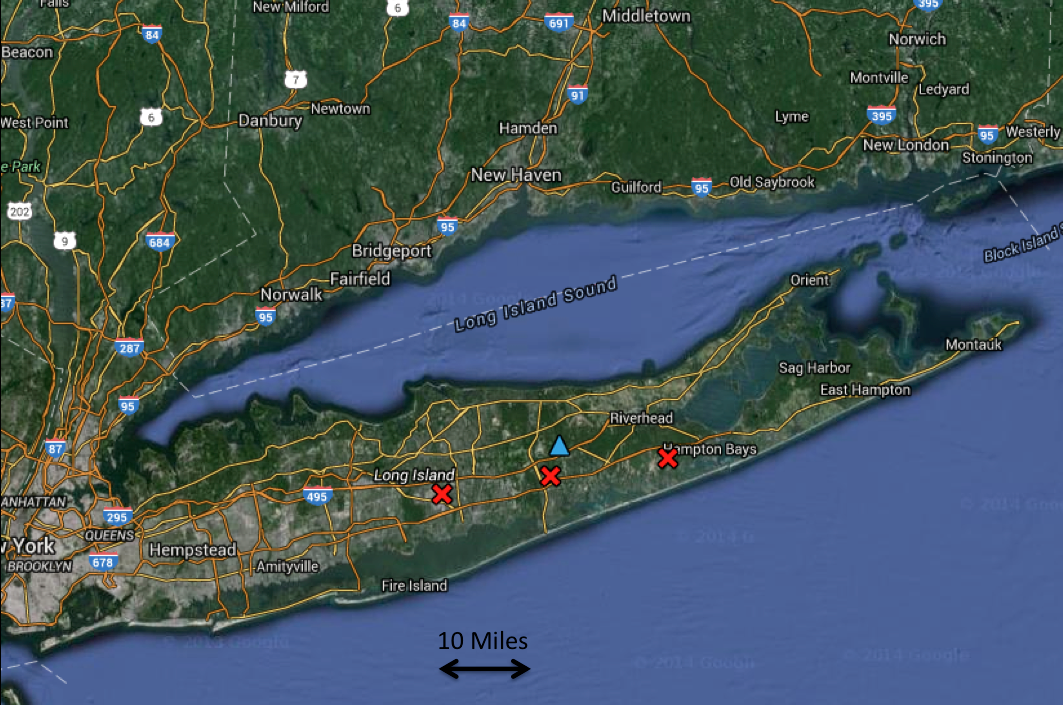 Falls
New Milford
6
84
691
Middletown
395
84
Beacon
Norwich
7
Montville
Ledyard
91
Newtown
West Point
6
Danbury
Hamden
Lyme
395
95
Westerly
New London
Stonington
e Park
New Haven
Guilford
95
Old Saybrook
202
9
684
95
Bridgeport
Block Island S
Fairfield
Orient
Norwalk
87
95
Long Island Sound
287
Montauk
Sag Harbor
East Hampton
95
Riverhead
87
Hampton Bays
Long Island
495
ANHATTAN
295
QUEENS
w York
Hempstead
678
BROOKLYN
Amityville
Fire Island
10 Miles
© 2014 Google